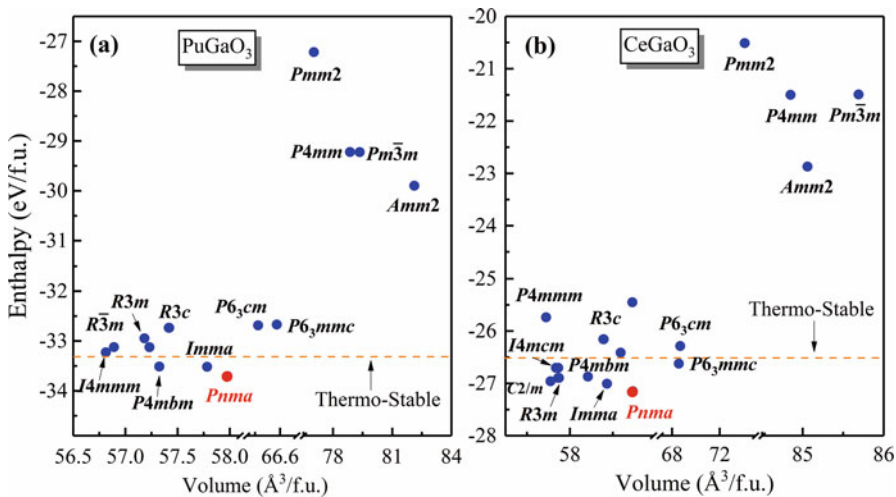 (a)
PuGaO₃
Enthalpy (eV/f.u.)
-27
-28
-29
-30
-31
-32
-33
-34
Pmm2
P4mm
Pm3̅m
Amm2
R3m
R3c
P6₃cm
R3̅m
P6₃mmc
Imma
I4mmm
P4mbm
Pnma
Thermo-Stable
56.5 57.0 57.5 58.0 66.6 78 81 84
Volume (Å³/f.u.)
(b)
CeGaO₃
-20
-21
-22
-23
-24
-25
-26
-27
-28
Pmm2
P4mm
Pm3̅m
Amm2
P4mmm
Thermo-Stable
R3c
P6₃cm
I4mcm
P4mbm
P6₃mmc
C2/m
R3m
Imma
Pnma
58 68 72 85 86
Volume (Å³/f.u.)